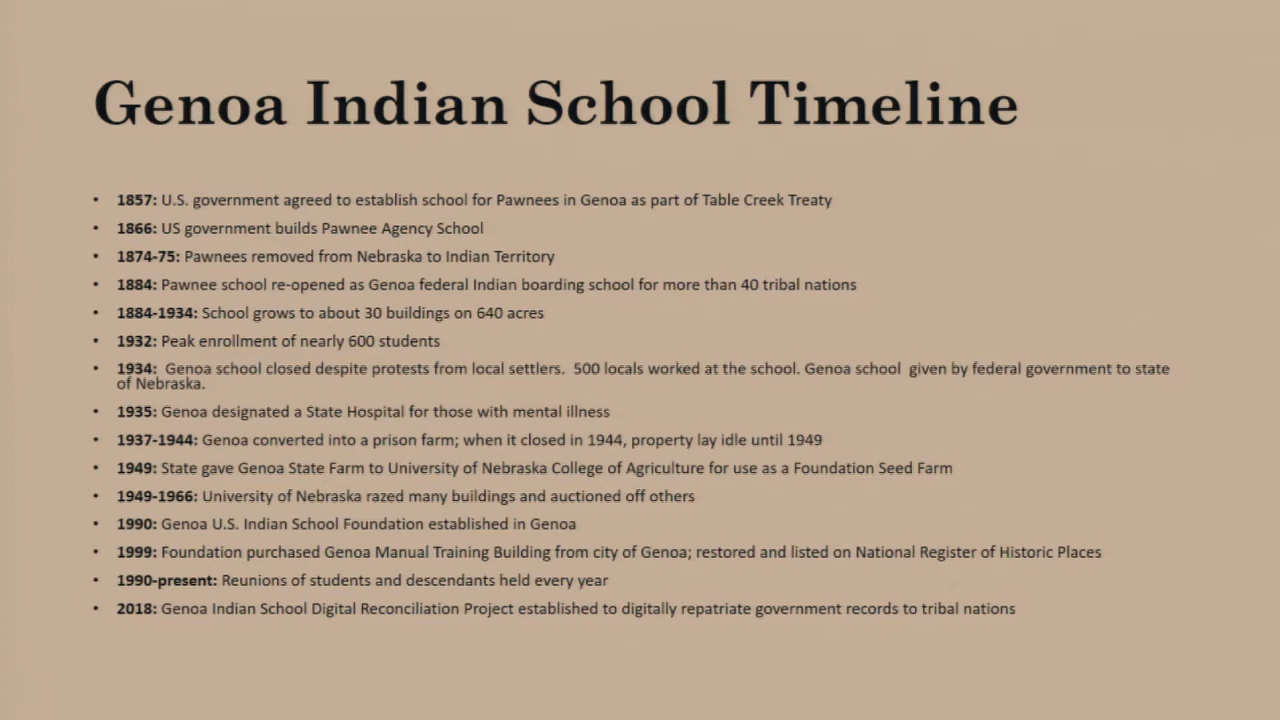 Genoa Indian School Timeline
• 1857: U.S. government agreed to establish school for Pawnees in Genoa as part of Table Creek Treaty
• 1866: US government builds Pawnee Agency School
• 1874-75: Pawnees removed from Nebraska to Indian Territory
• 1884: Pawnee school re-opened as Genoa federal Indian boarding school for more than 40 tribal nations
• 1884-1934: School grows to about 30 buildings on 640 acres
• 1932: Peak enrollment of nearly 600 students
• 1934:  Genoa school closed despite protests from local settlers.  500 locals worked at the school. Genoa school  given by federal government to state
of Nebraska.
• 1935: Genoa designated a State Hospital for those with mental illness
• 1937-1944: Genoa converted into a prison farm; when it closed in 1944, property lay idle until 1949
• 1949: State gave Genoa State Farm to University of Nebraska College of Agriculture for use as a Foundation Seed Farm
• 1949-1966: University of Nebraska razed many buildings and auctioned off others
• 1990: Genoa U.S. Indian School Foundation established in Genoa
• 1999: Foundation purchased Genoa Manual Training Building from city of Genoa; restored and listed on National Register of Historic Places
• 1990-present: Reunions of students and descendants held every year
• 2018: Genoa Indian School Digital Reconciliation Project established to digitally repatriate government records to tribal nations